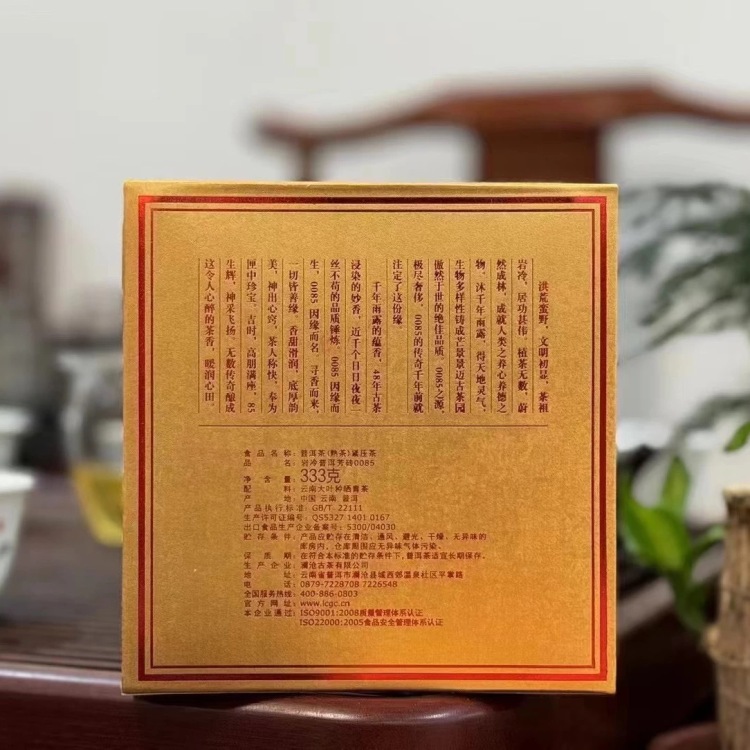 洪荒蛮野，文明初显，茶祖
岩冷，居功甚伟，植茶无数，蔚
然成林，成就人类之养心养德之
物，沐千年雨露，得天地灵气，
生物多样性铸成芒景景迈古茶园
傲然于世的绝佳品质，0085之源，
极尽奢侈，0085的传奇千年前就
注定了这份缘
千年雨露的蕴香，48年古茶
浸染的妙香，近千个日日夜夜一
丝不苟的品质锤炼，0085因缘而
生，0085因缘而名，寻香而来，
一切皆善缘，香甜滑润，底厚韵
美，神出心窍，茶人称快，奉为
匣中珍宝，吉时，高朋满座，85
生辉，神采飞扬，无数传奇酿成
这令人心醉的茶香，暖润心田。
食品名称：普洱茶(熟茶)紧压茶
品名：岩冷普洱芳砖0085
净含量：333克
配料：云南大叶种晒青茶
产地：中国 云南 普洱
产品执行标准：GB/T 22111
生产许可证编号：QS5327 1401 0167
出口食品生产企业备案号：5300/04030
贮存条件：产品应贮存在清洁、通风、避光、干燥、无异味的
库房内，仓库周围应无异味气体污染。
保质期：在符合本标准的贮存条件下，普洱茶适宜长期保存。
生产企业：澜沧古茶有限公司
地址：云南省普洱市澜沧县城西郊温泉社区平掌路
电话：0879-7228708 7226549
全国服务热线：400-886-0803
官方网址：www.lcgc.cn
本企业通过：ISO9001:2008质量管理体系认证
ISO22000:2005食品安全管理体系认证